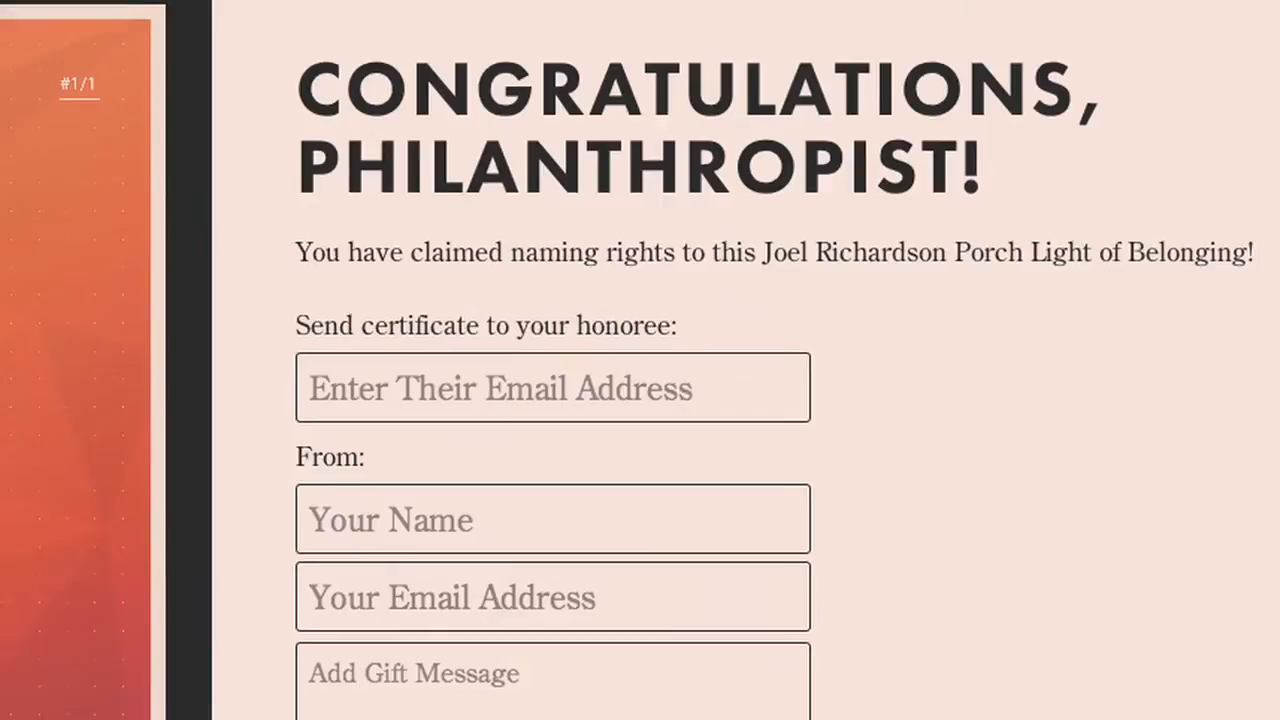 #1/1
CONGRATULATIONS,
PHILANTHROPIST!
You have claimed naming rights to this Joel Richardson Porch Light of Belonging!
Send certificate to your honoree:
Enter Their Email Address
From:
Your Name
Your Email Address
Add Gift Message